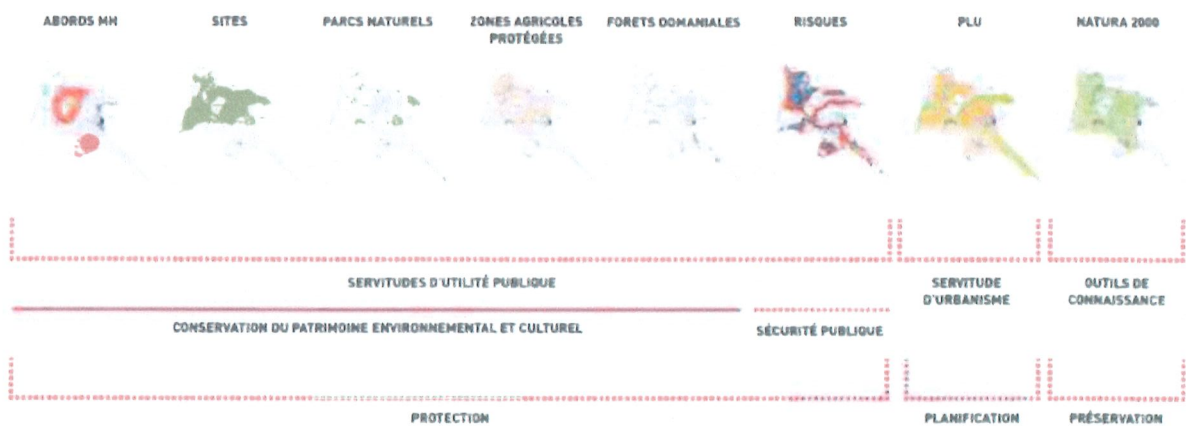 ABORDS MH
SITES
PARCS NATURELS
ZONES AGRICOLES
PROTÉGÉES
FORETS DOMANIALES
RISQUES
PLU
NATURA 2000
SERVITUDES D'UTILITÉ PUBLIQUE
SERVITUDE
D'URBANISME
OUTILS DE
CONNAISSANCE
CONSERVATION DU PATRIMOINE ENVIRONNEMENTAL ET CULTUREL
SÉCURITÉ PUBLIQUE
PROTECTION
PLANIFICATION
PRÉSERVATION